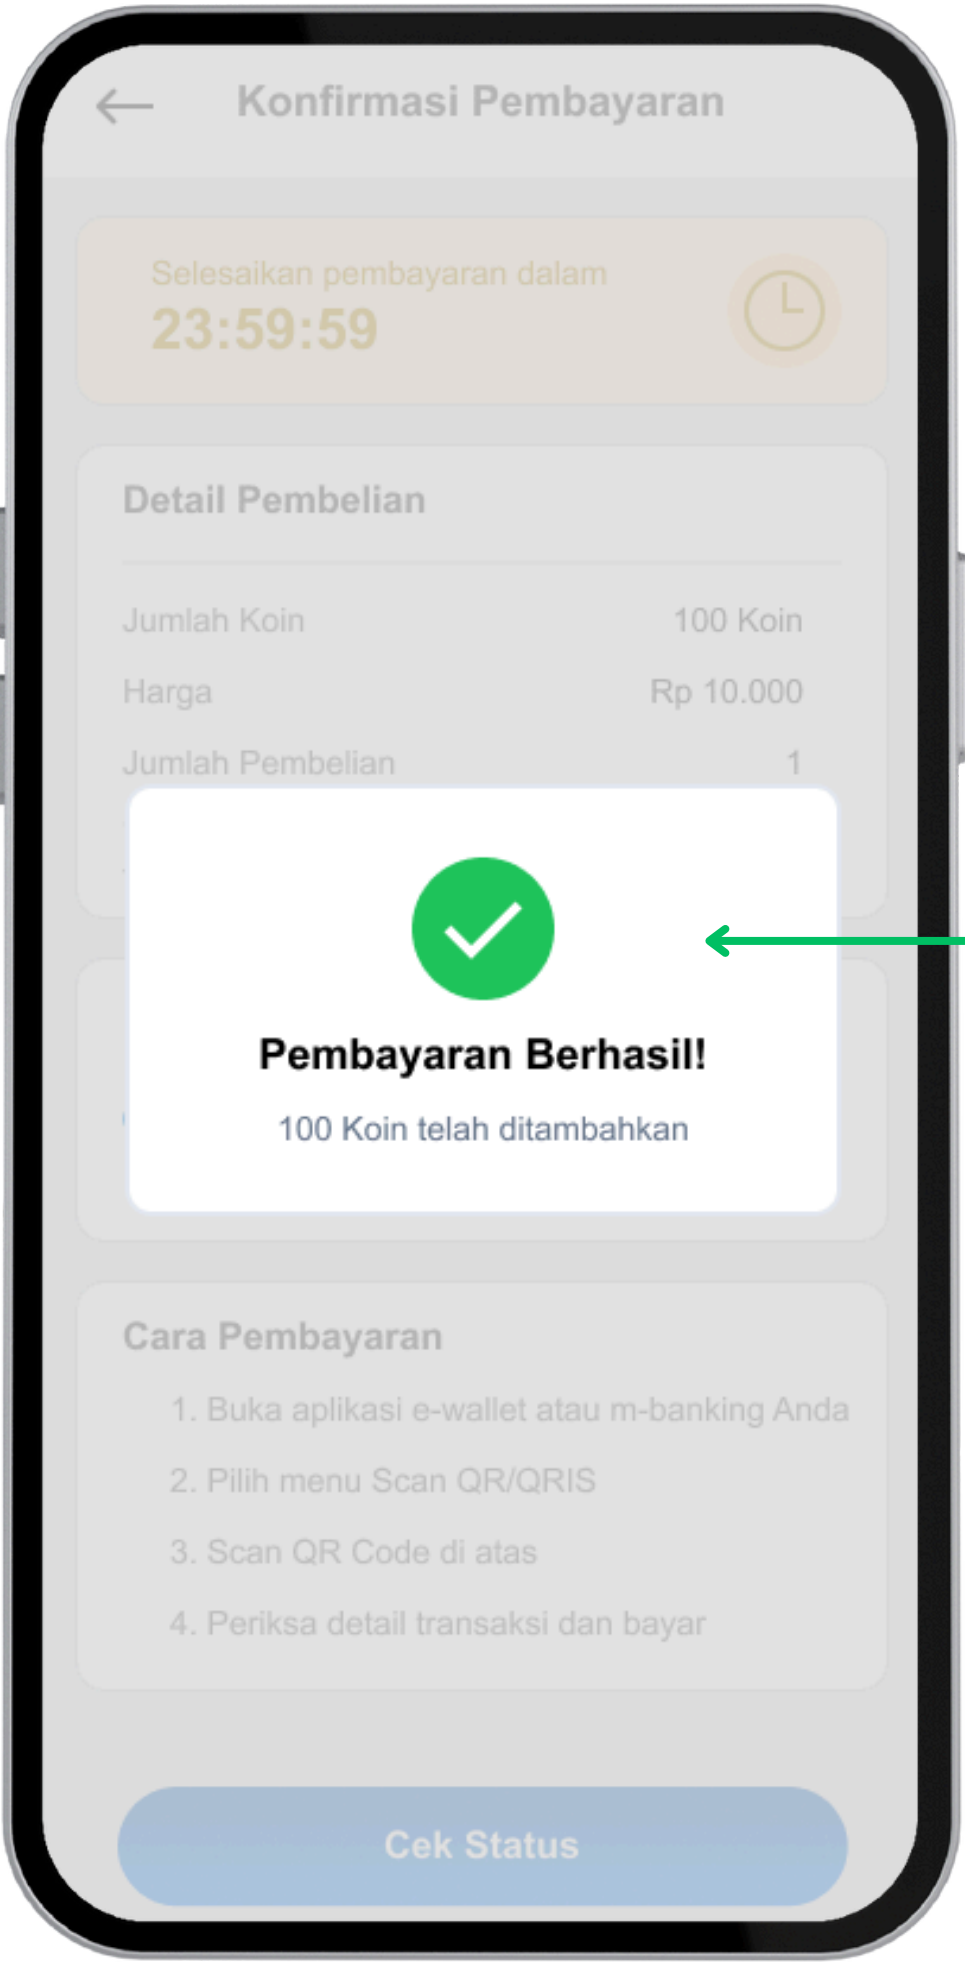 Konfirmasi Pembayaran
Selesaikan pembayaran dalam
23:59:59
Detail Pembelian
Jumlah Koin 100 Koin
Harga Rp 10.000
Jumlah Pembelian 1
Pembayaran Berhasil!
100 Koin telah ditambahkan
Cara Pembayaran
1. Buka aplikasi e-wallet atau m-banking Anda
2. Pilih menu Scan QR/QRIS
3. Scan QR Code di atas
4. Periksa detail transaksi dan bayar
Cek Status